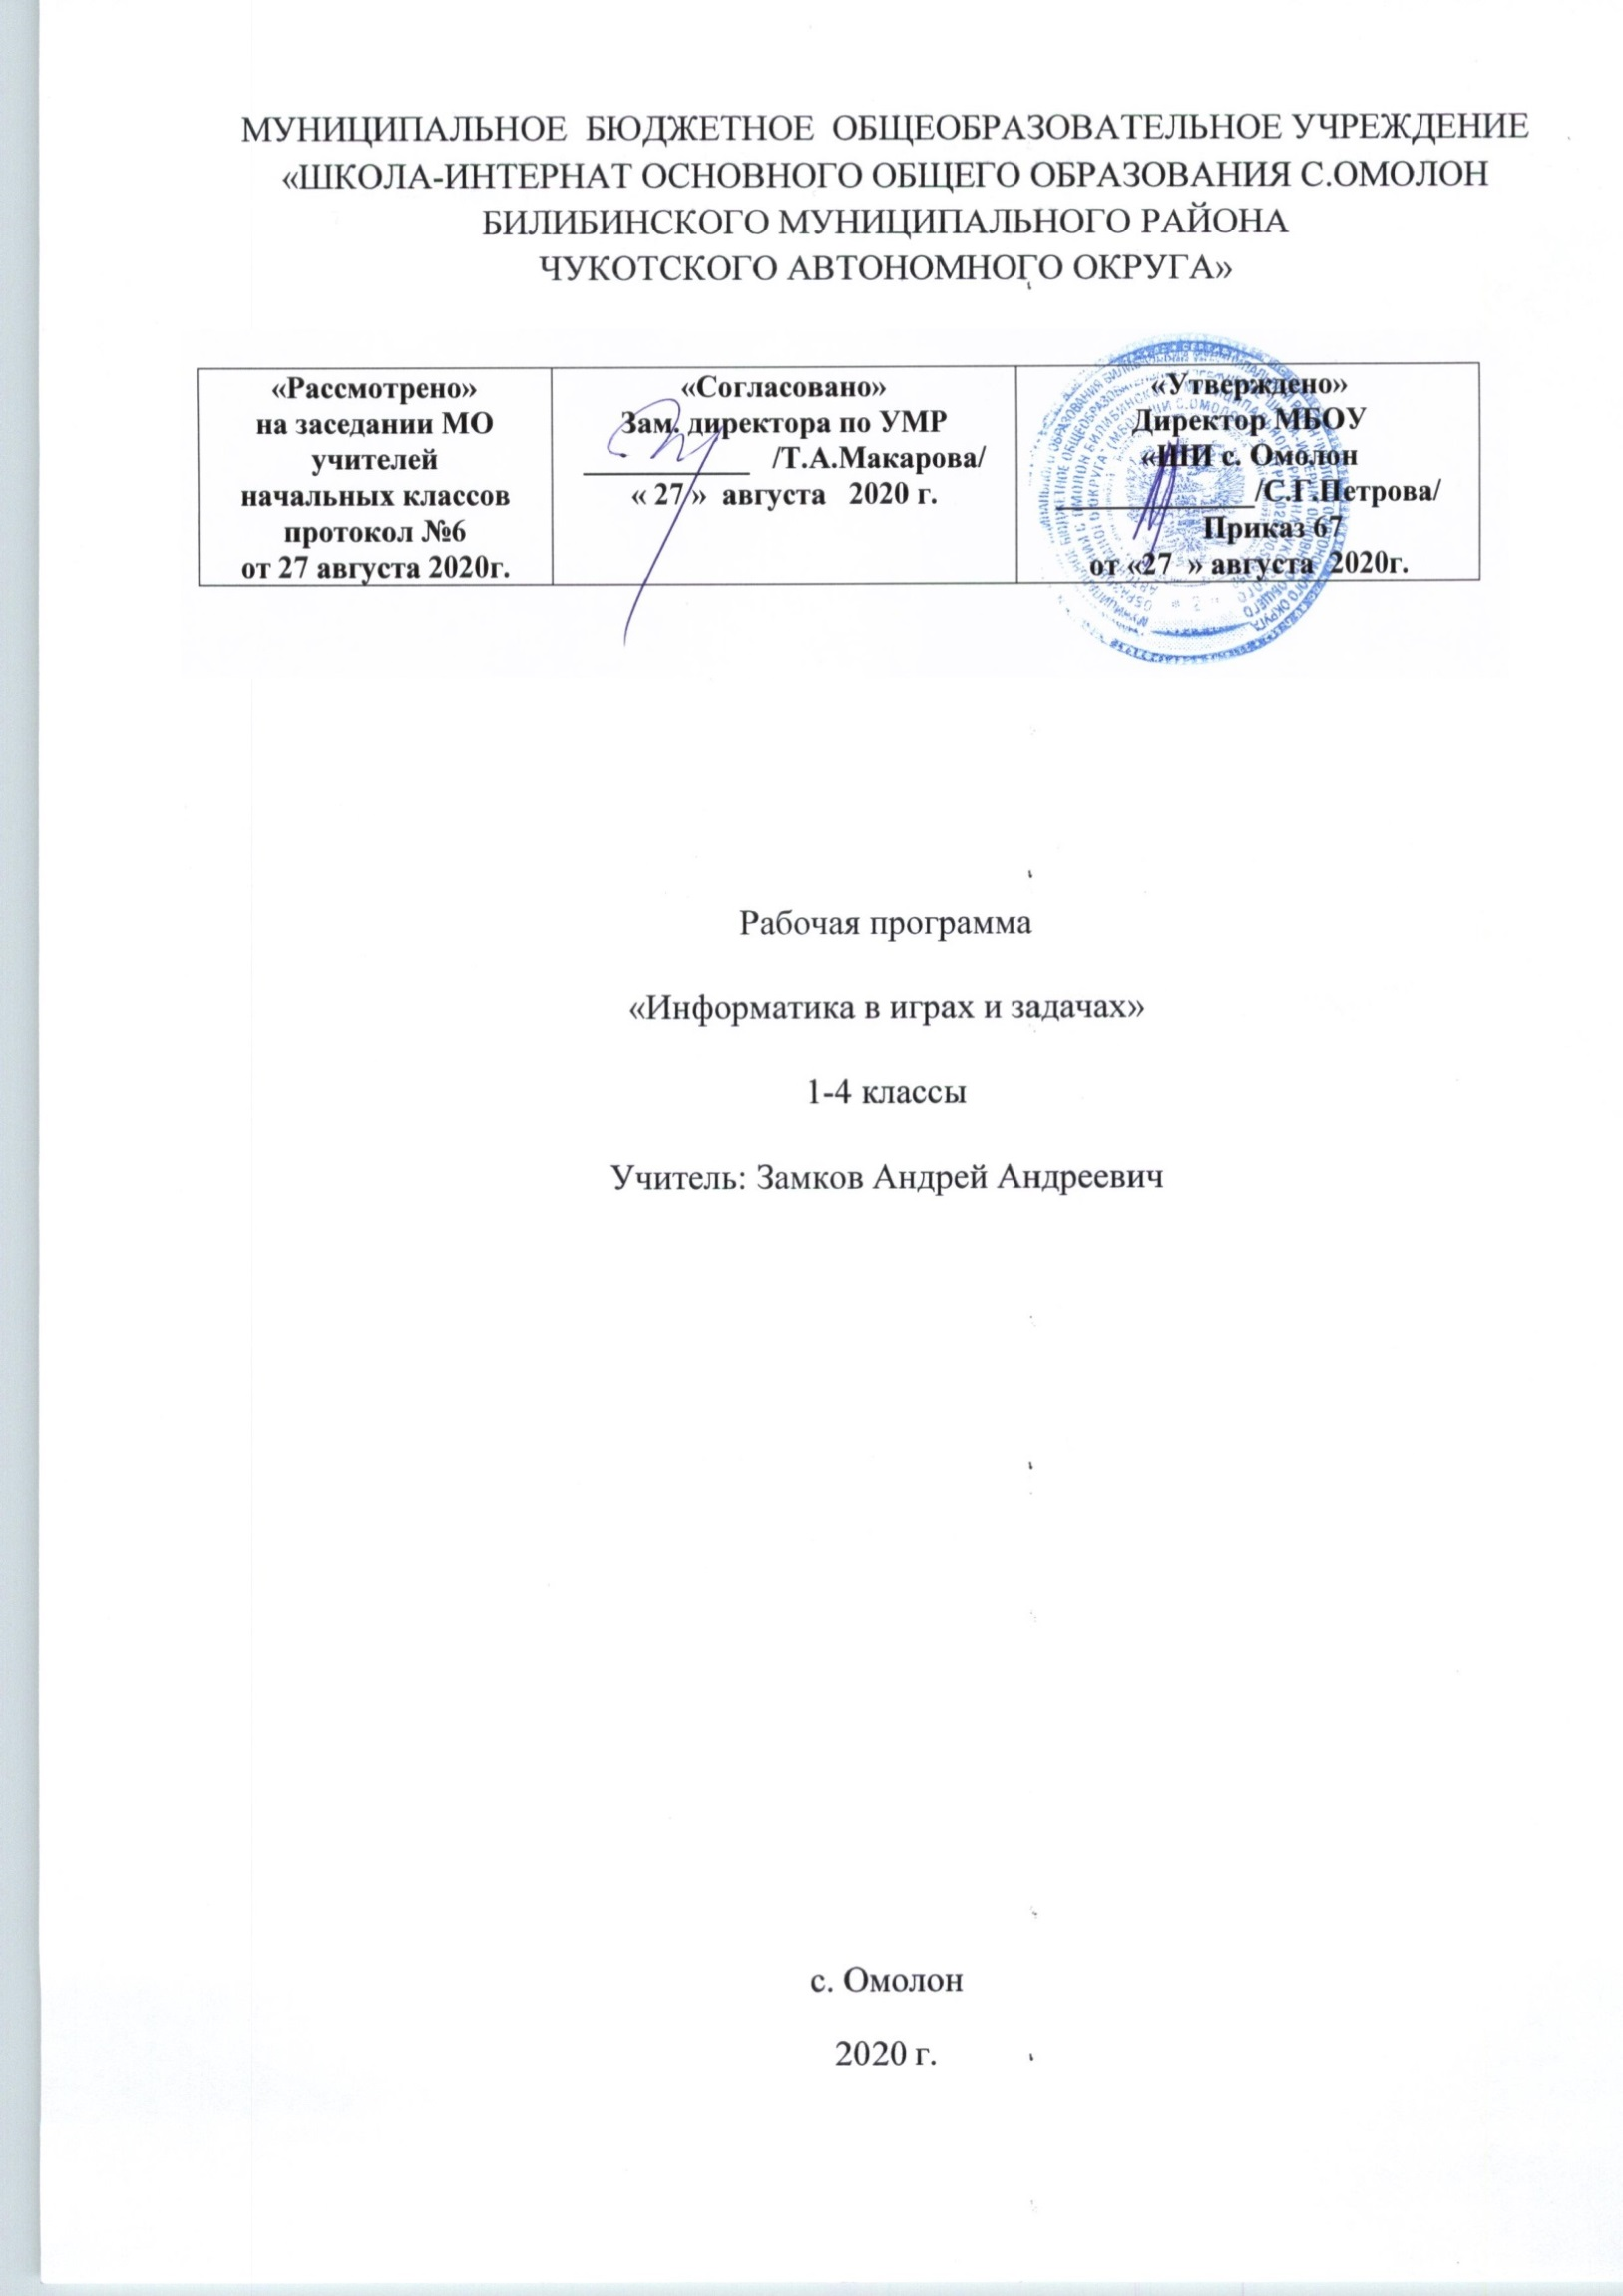 МУНИЦИПАЛЬНОЕ БЮДЖЕТНОЕ ОБЩЕОБРАЗОВАТЕЛЬНОЕ УЧРЕЖДЕНИЕ
«ШКОЛА-ИНТЕРНАТ ОСНОВНОГО ОБЩЕГО ОБРАЗОВАНИЯ С.ОМОЛОН
БИЛИБИНСКОГО МУНИЦИПАЛЬНОГО РАЙОНА
ЧУКОТСКОГО АВТОНОМНОГО ОКРУГА»
«Рассмотрено»
на заседании МО
учителей
начальных классов
протокол №6
от 27 августа 2020г.
«Согласовано»
Зам. директора по УМР
/Т.А.Макарова/
« 27 » августа 2020 г.
«Утверждено»
Директор МБОУ
«ШИ с. Омолон
/С.Г.Петрова/
Приказ 67
от «27 » августа 2020г.
Рабочая программа
«Информатика в играх и задачах»
1-4 классы
Учитель: Замков Андрей Андреевич
с. Омолон
2020 г.